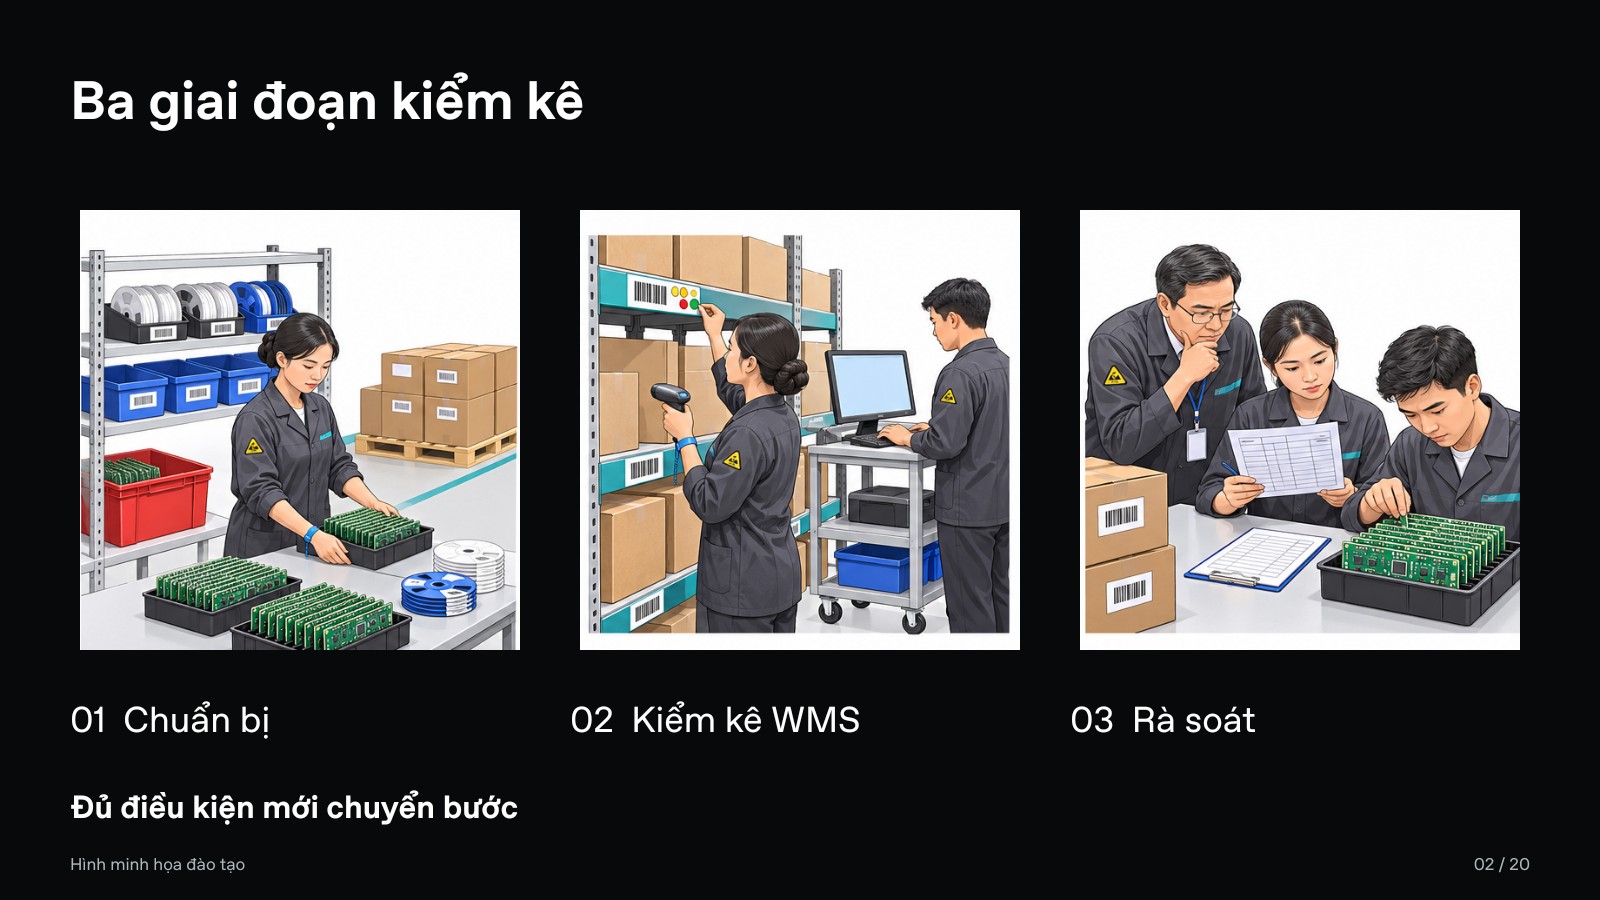 Ba giai đoạn kiểm kê
01 Chuẩn bị
02 Kiểm kê WMS
03 Rà soát
Đủ điều kiện mới chuyển bước
Hình minh họa đào tạo
02 / 20